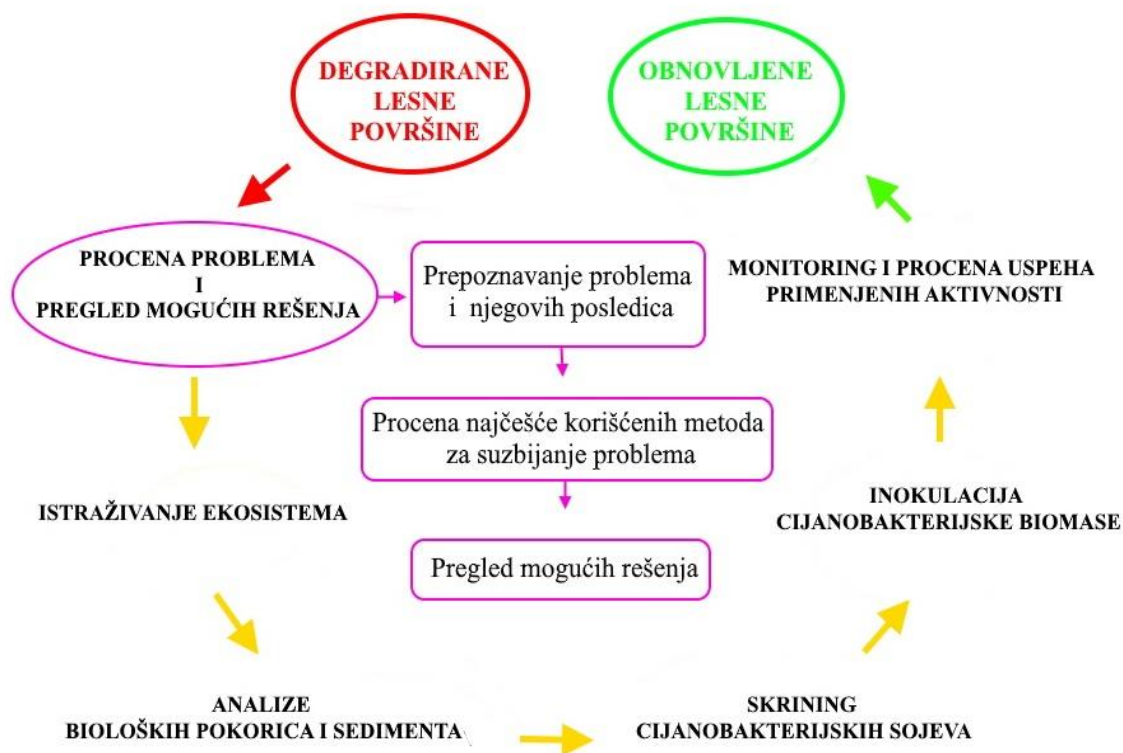 DEGRADIRANE
LESNE
POVRŠINE
OBNOVLJENE
LESNE
POVRŠINE
PROCENA PROBLEMA
I
PREGLED MOGUĆIH REŠENJA
Prepoznavanje problema
i njegovih posledica
MONITORING I PROCENA USPEHA
PRIMENJENIH AKTIVNOSTI
Procena najčešće korišćenih metoda
za suzbijanje problema
ISTRAŽIVANJE EKOSISTEMA
INOKULACIJA
CIJANOBAKTERIJSKE BIOMASE
Pregled mogućih rešenja
ANALIZE
BIOLOŠKIH POKORICA I SEDIMENTA
SKRINING
CIJANOBAKTERIJSKIH SOJEVA